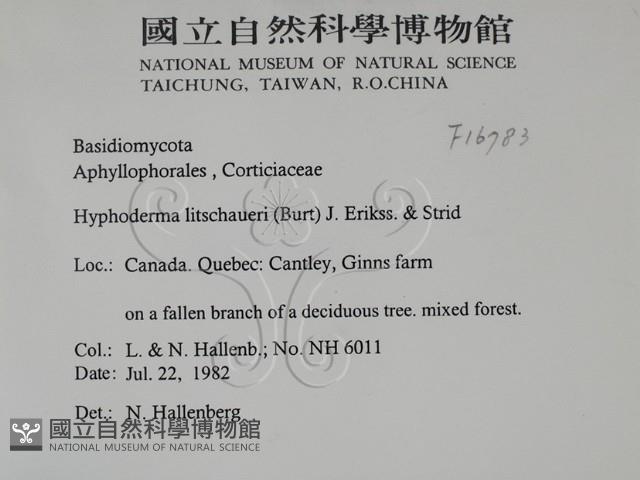 國立自然科學博物館
NATIONAL MUSEUM OF NATURAL SCIENCE
TAICHUNG, TAIWAN, R.O.CHINA
F16783
Basidiomycota
Aphyllophorales , Corticiaceae
Hyphoderma litschaueri (Burt) J. Erikss. & Strid
Loc.: Canada. Quebec: Cantley, Ginns farm
on a fallen branch of a deciduous tree. mixed forest.
Col.: L. & N. Hallenb.; No. NH 6011
Date: Jul. 22, 1982
Det.: N. Hallenberg
國立自然科學博物館
NATIONAL MUSEUM OF NATURAL SCIENCE